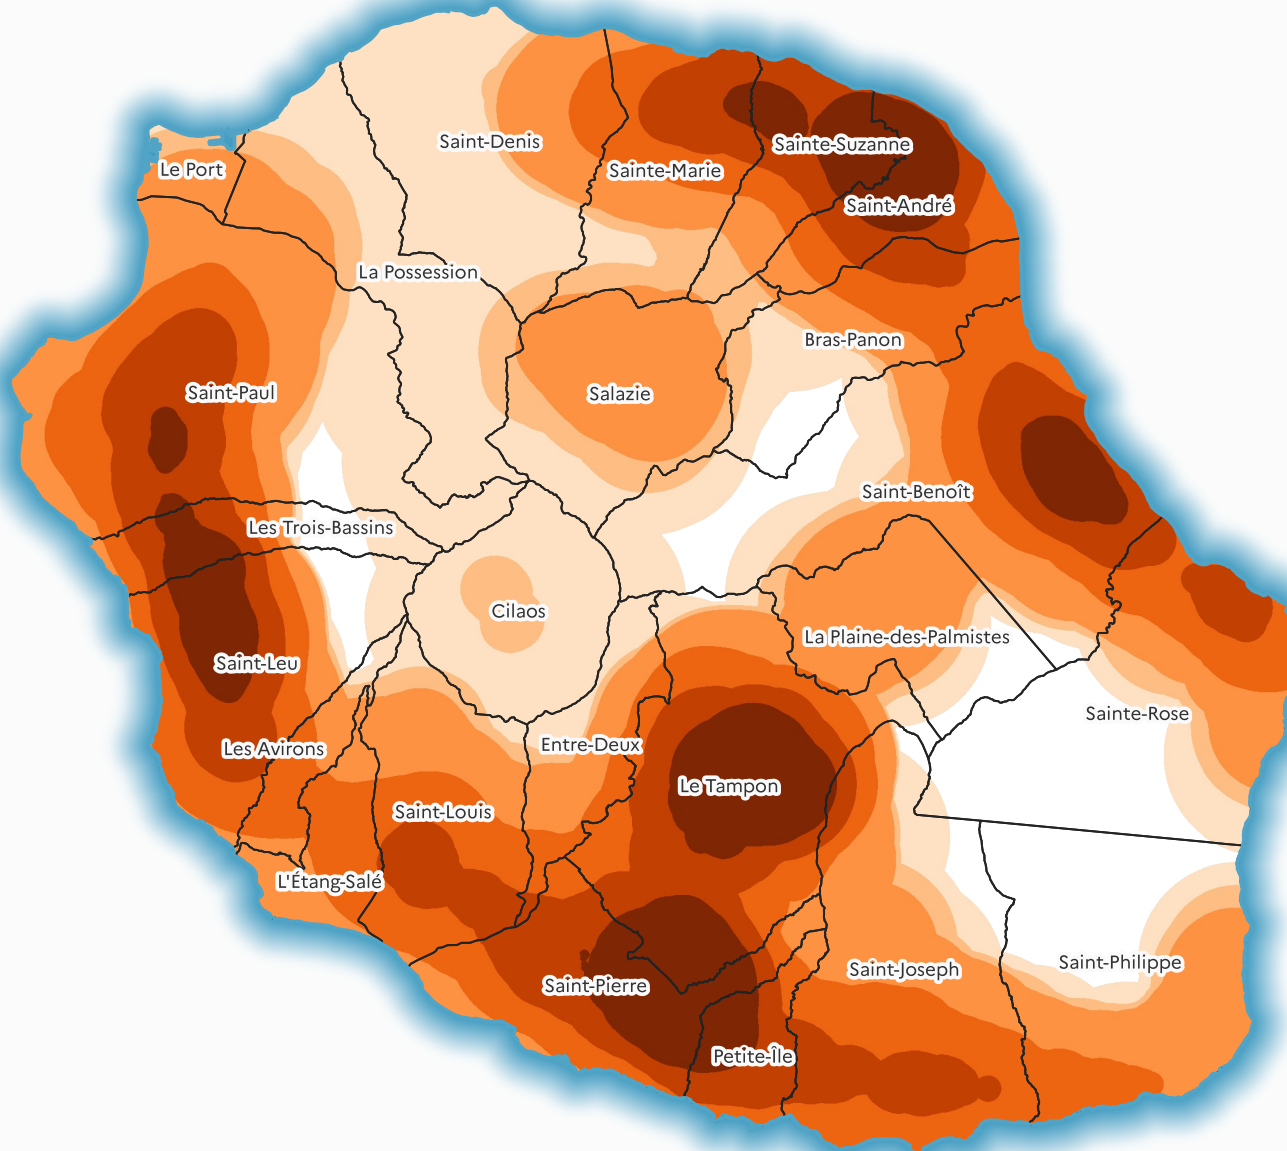 Saint-Denis
Sainte-Suzanne
Le Port
Sainte-Marie
Saint-André
La Possession
Bras-Panon
Saint-Paul
Salazie
Saint-Benoît
Les Trois-Bassins
Cilaos
La Plaine-des-Palmistes
Saint-Leu
Sainte-Rose
Les Avirons
Entre-Deux
Le Tampon
Saint-Louis
L'Étang-Salé
Saint-Philippe
Saint-Joseph
Saint-Pierre
Petite-Île